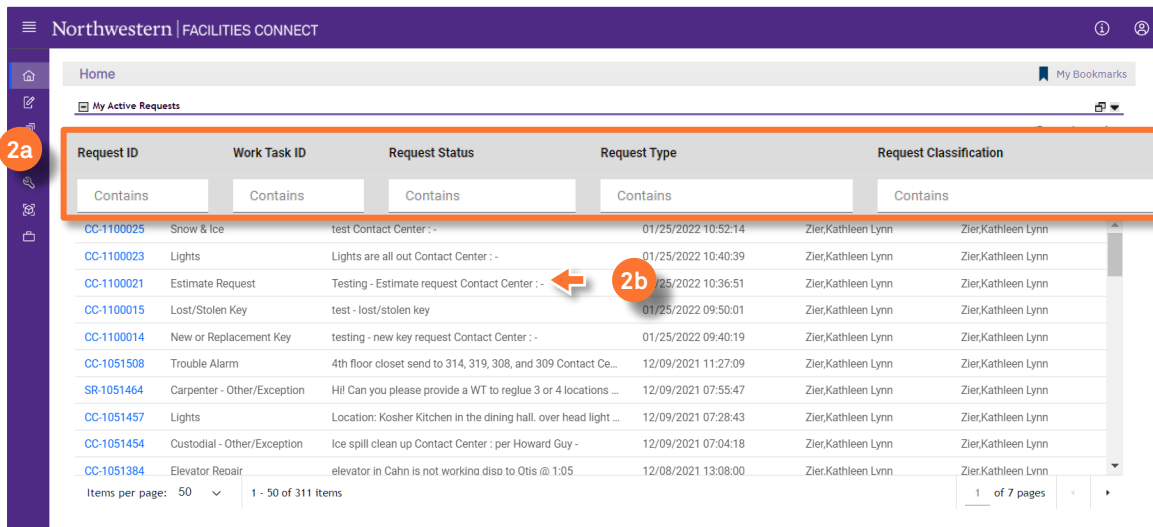 Northwestern | FACILITIES CONNECT
Home
My Bookmarks
My Active Requests
2a
Request ID Work Task ID Request Status Request Type Request Classification
Contains Contains Contains Contains Contains
CC-1100025 Snow & Ice test Contact Center : - 01/25/2022 10:52:14 Zier,Kathleen Lynn Zier,Kathleen Lynn
CC-1100023 Lights Lights are all out Contact Center : - 01/25/2022 10:40:39 Zier,Kathleen Lynn Zier,Kathleen Lynn
CC-1100021 Estimate Request Testing - Estimate request Contact Center : - 2b /25/2022 10:36:51 Zier,Kathleen Lynn Zier,Kathleen Lynn
CC-1100015 Lost/Stolen Key test - lost/stolen key 01/25/2022 09:50:01 Zier,Kathleen Lynn Zier,Kathleen Lynn
CC-1100014 New or Replacement Key testing - new key request Contact Center : - 01/25/2022 09:40:19 Zier,Kathleen Lynn Zier,Kathleen Lynn
CC-1051508 Trouble Alarm 4th floor closet send to 314, 319, 308, and 309 Contact Ce... 12/09/2021 11:27:09 Zier,Kathleen Lynn Zier,Kathleen Lynn
SR-1051464 Carpenter - Other/Exception Hi! Can you please provide a WT to reglue 3 or 4 locations ... 12/09/2021 07:55:47 Zier,Kathleen Lynn Zier,Kathleen Lynn
CC-1051457 Lights Location: Kosher Kitchen in the dining hall. over head light ... 12/09/2021 07:28:43 Zier,Kathleen Lynn Zier,Kathleen Lynn
CC-1051454 Custodial - Other/Exception Ice spill clean up Contact Center : per Howard Guy - 12/09/2021 07:04:18 Zier,Kathleen Lynn Zier,Kathleen Lynn
CC-1051384 Elevator Repair elevator in Cahn is not working disp to Otis @ 1:05 12/08/2021 13:08:00 Zier,Kathleen Lynn Zier,Kathleen Lynn
Items per page: 50 1 - 50 of 311 items 1 of 7 pages